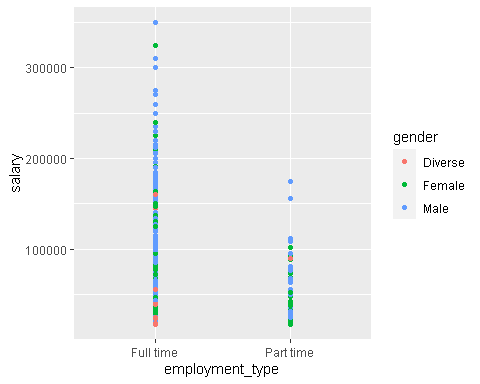 300000
200000
100000
salary
Full time
Part time
employment_type
gender
Diverse
Female
Male